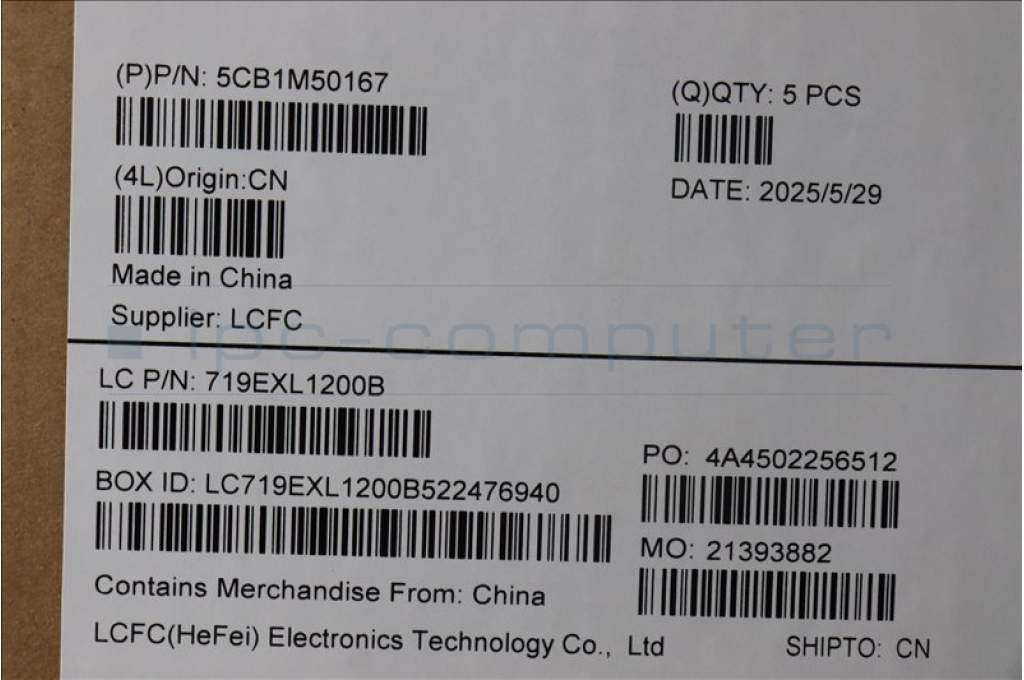 (P)P/N: 5CB1M50167
(Q)QTY: 5 PCS
(4L)Origin:CN
DATE: 2025/5/29
Made in China
Supplier: LCFC
ipc-computer
LC P/N: 719EXL1200B
PO: 4A4502256512
BOX ID: LC719EXL1200B522476940
MO: 21393882
Contains Merchandise From: China
LCFC(HeFei) Electronics Technology Co., Ltd
SHIPTO: CN